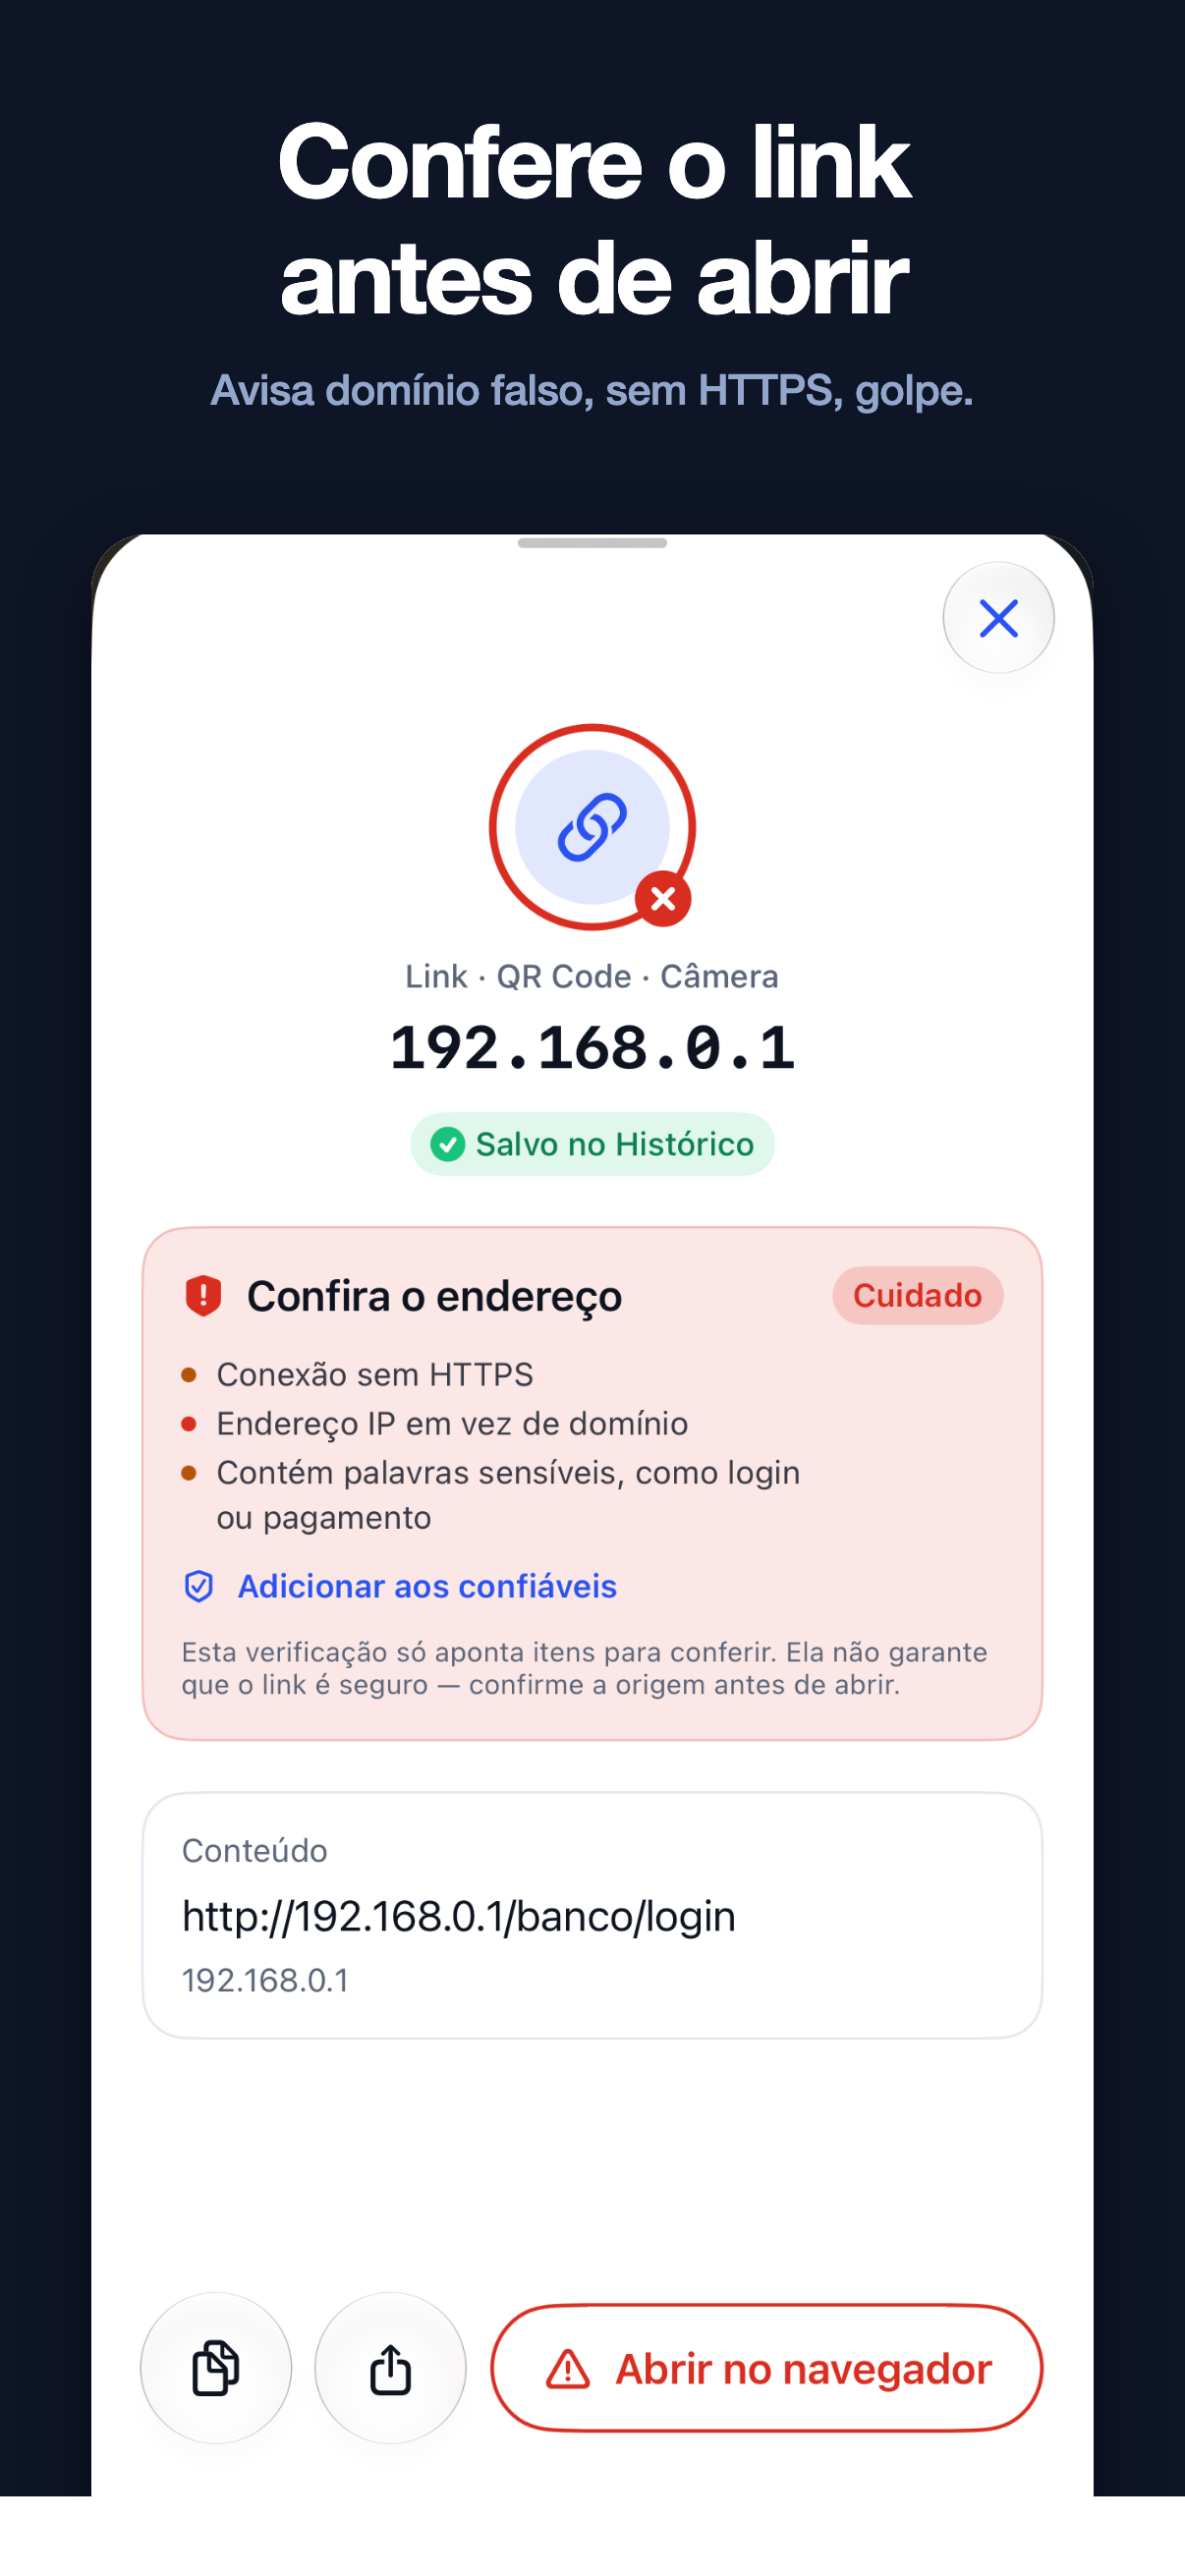 Confere o link
antes de abrir
Avisa domínio falso, sem HTTPS, golpe.
Link · QR Code · Câmera
192.168.0.1
Salvo no Histórico
Confira o endereço
Cuidado
Conexão sem HTTPS
Endereço IP em vez de domínio
Contém palavras sensíveis, como login
ou pagamento
Adicionar aos confiáveis
Esta verificação só aponta itens para conferir. Ela não garante
que o link é seguro — confirme a origem antes de abrir.
Conteúdo
http://192.168.0.1/banco/login
192.168.0.1
Abrir no navegador